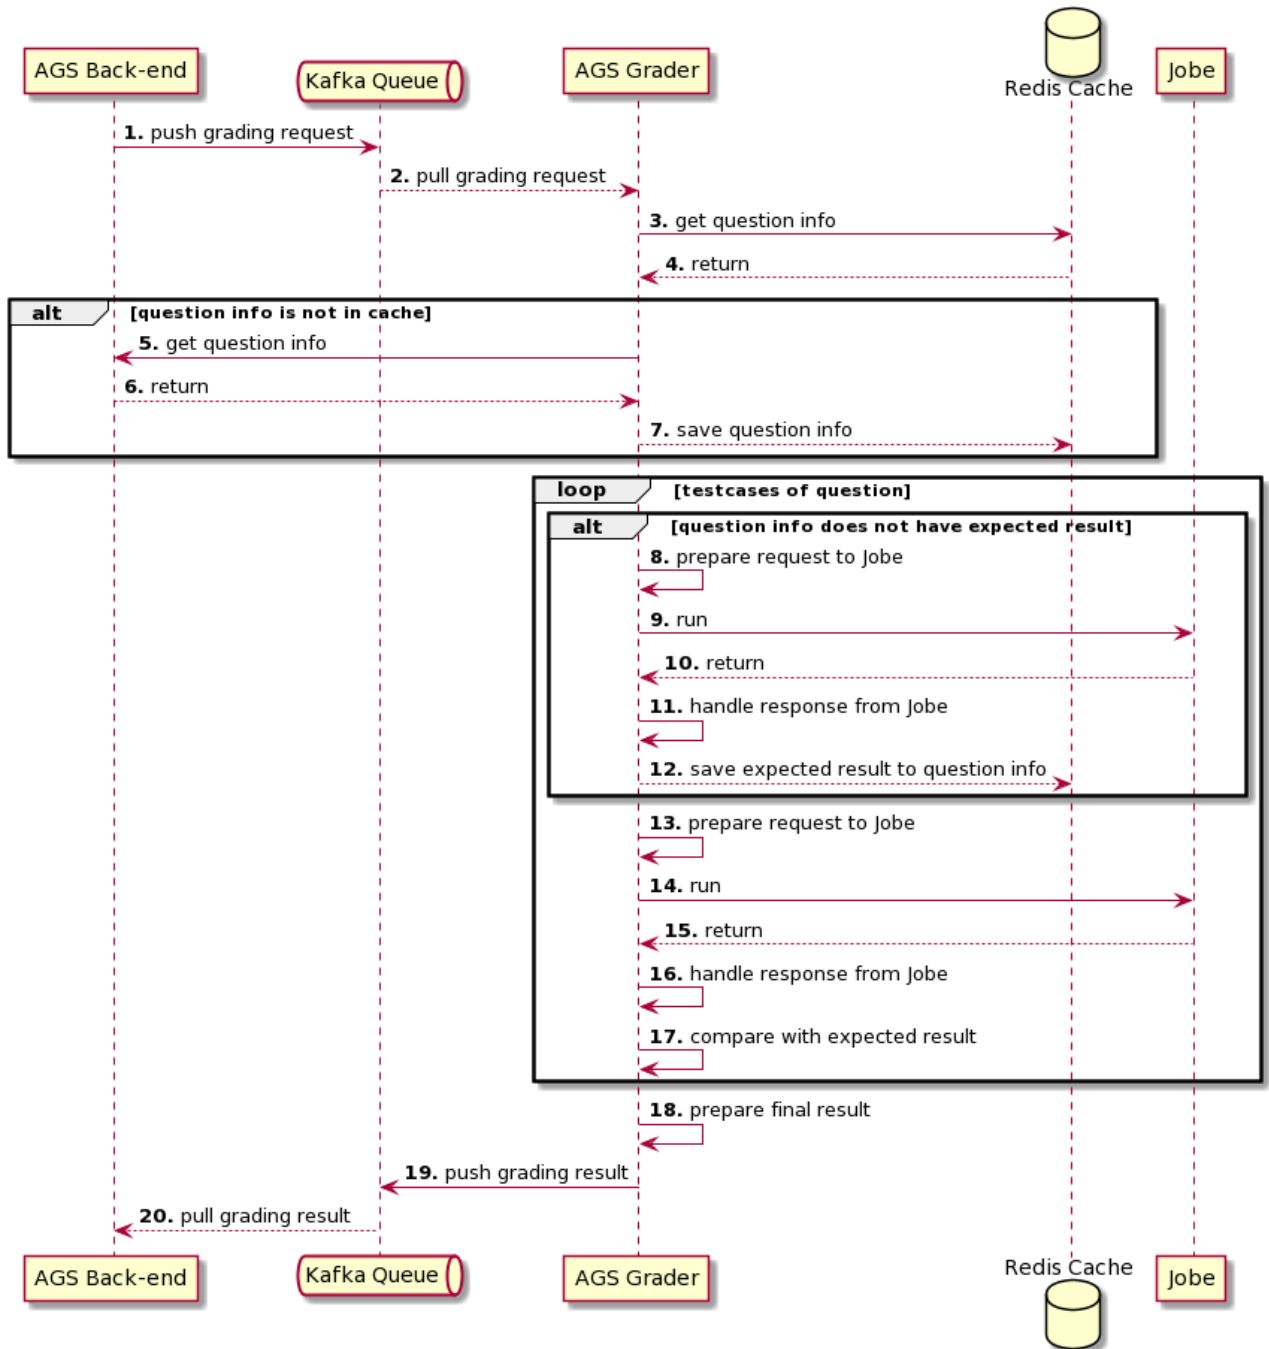 AGS Back-end
Kafka Queue
AGS Grader
Redis Cache
Jobe
1. push grading request
2. pull grading request
3. get question info
4. return
alt [question info is not in cache]
5. get question info
6. return
7. save question info
loop [testcases of question]
alt [question info does not have expected result]
8. prepare request to Jobe
9. run
10. return
11. handle response from Jobe
12. save expected result to question info
13. prepare request to Jobe
14. run
15. return
16. handle response from Jobe
17. compare with expected result
18. prepare final result
19. push grading result
20. pull grading result
AGS Back-end
Kafka Queue
AGS Grader
Redis Cache
Jobe